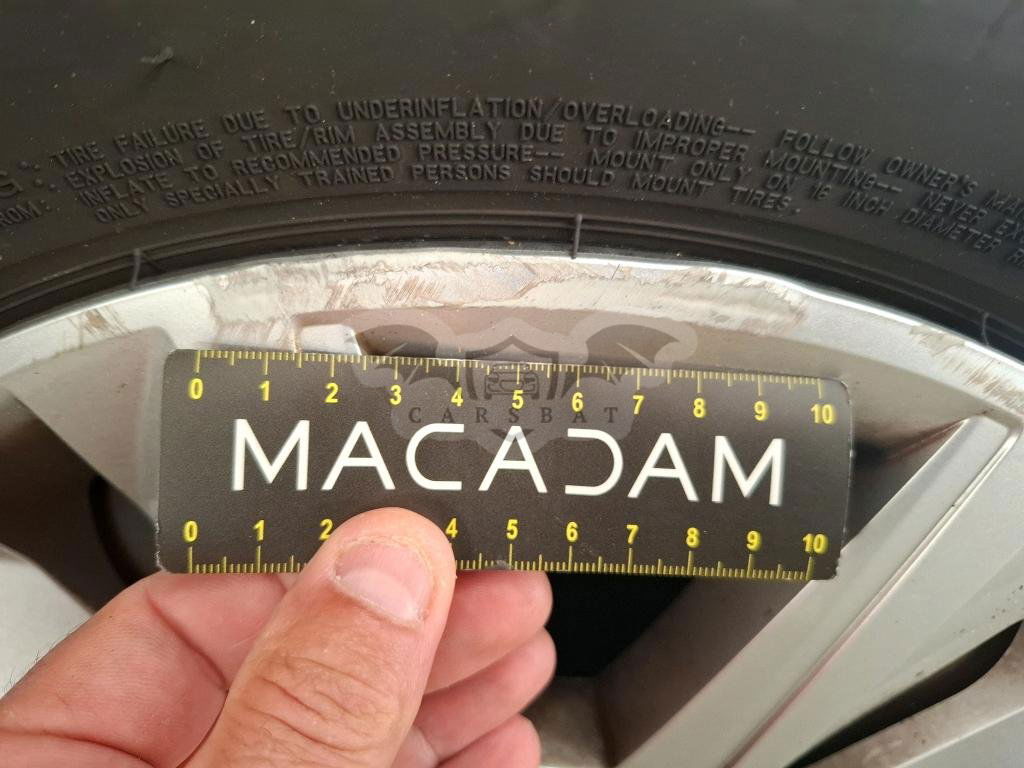 TIRE FAILURE DUE TO UNDERINFLATION/OVERLOADING-- FOLLOW OWNER'S
EXPLOSION OF TIRE/RIM ASSEMBLY DUE TO IMPROPER MOUNTING-- NEVER
INFLATE TO RECOMMENDED PRESSURE-- MOUNT ONLY ON 16 INCH DIAMETER
ONLY SPECIALLY TRAINED PERSONS SHOULD MOUNT TIRES.
0 1 2 3 4 5 6 7 8 9 10
CARSBAT
MACADAM
0 1 2 4 5 6 7 8 9 10